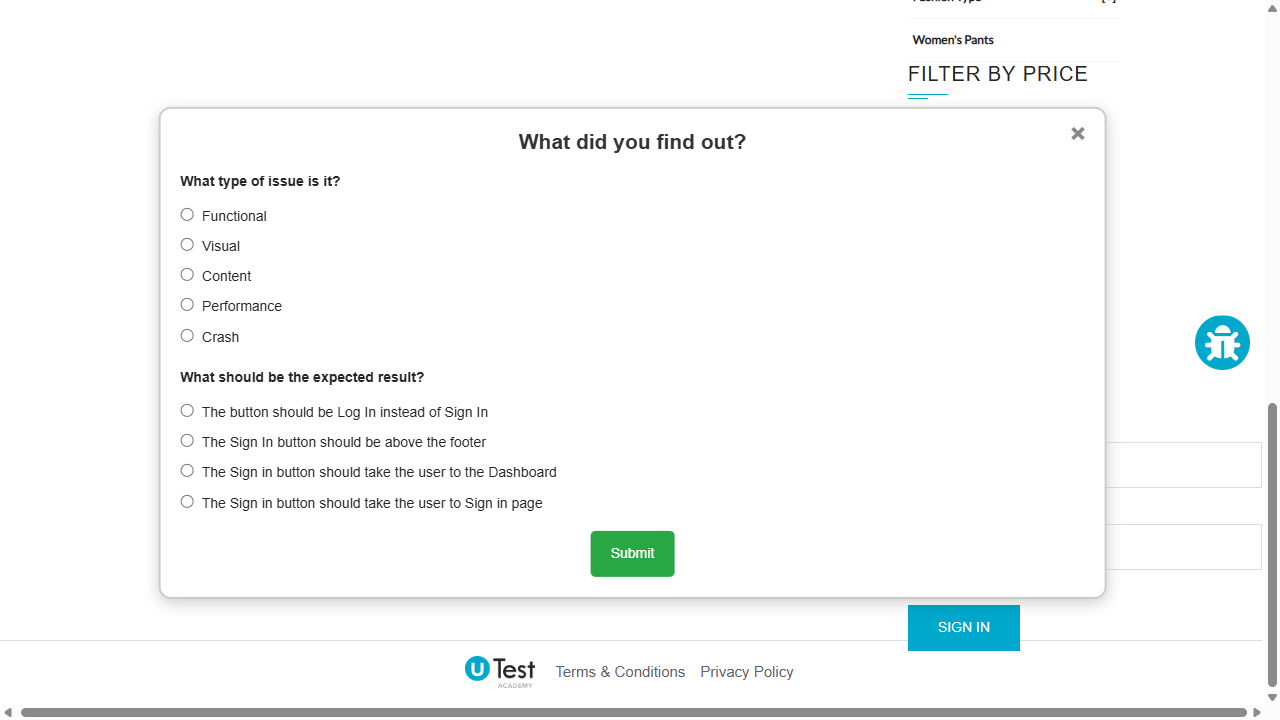 Women's Pants
FILTER BY PRICE
What did you find out?
What type of issue is it?
Functional
Visual
Content
Performance
Crash
What should be the expected result?
The button should be Log In instead of Sign In
The Sign In button should be above the footer
The Sign in button should take the user to the Dashboard
The Sign in button should take the user to Sign in page
Submit
SIGN IN
U Test
ACADEMY
Terms & Conditions
Privacy Policy